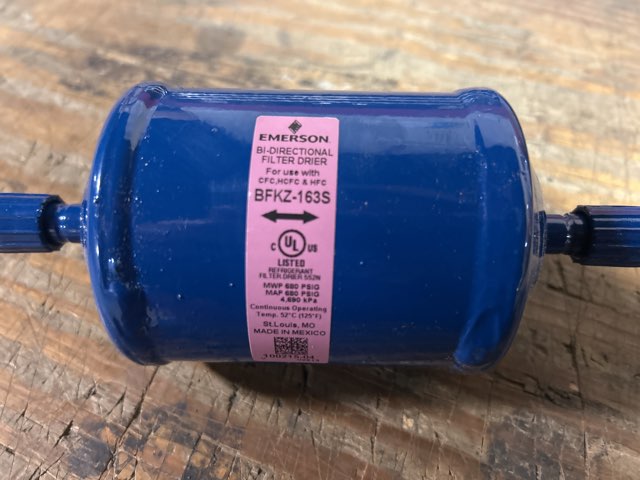 EMERSON.
BI-DIRECTIONAL
FILTER DRIER
For use with
CFC,HCFC & HFC
BFKZ-163S
C UL US
LISTED
REFRIGERANT
FILTER DRIER 552N
MWP 680 PSIG
MAP 680 PSIG
4,690 kPa
Continuous Operating
Temp. 52°C (125°F)
St.Louis, MO
MADE IN MEXICO